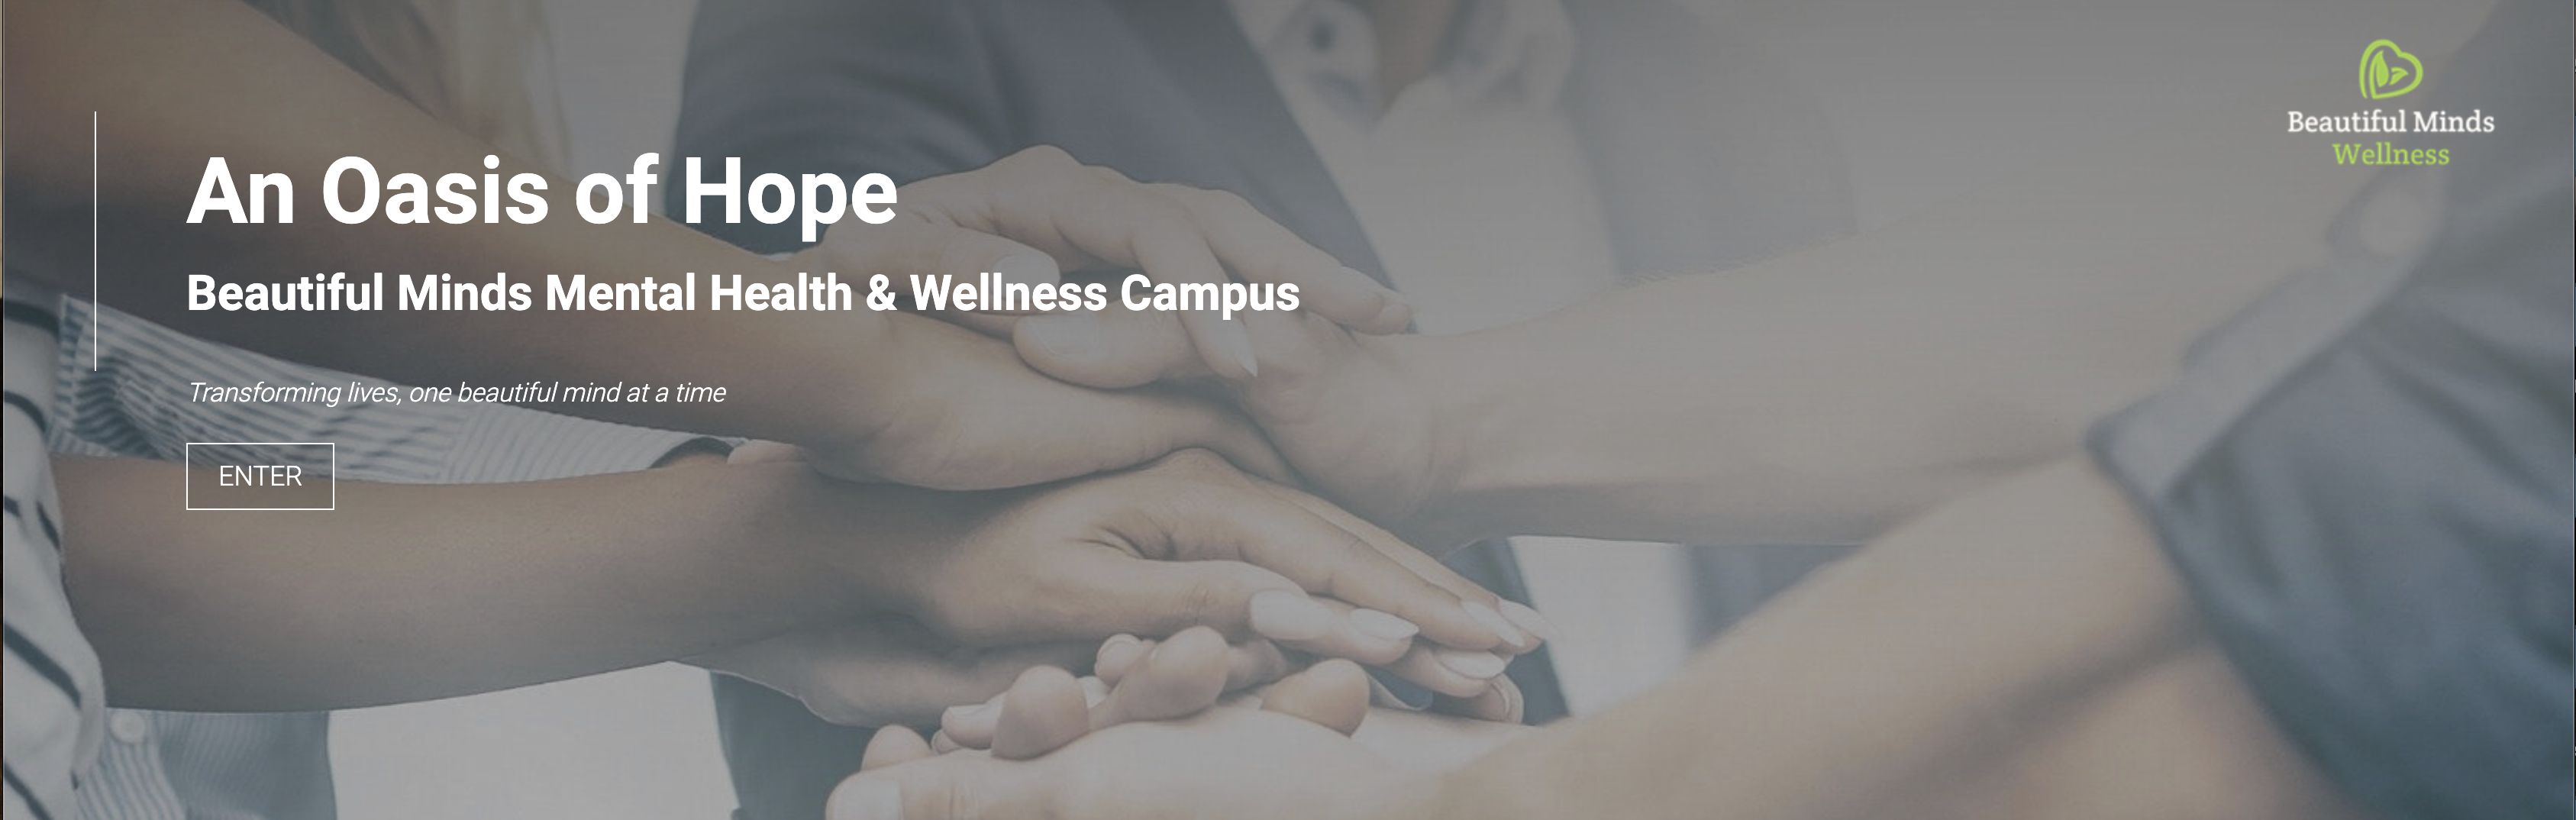 Beautiful Minds
Wellness
An Oasis of Hope
Beautiful Minds Mental Health & Wellness Campus
Transforming lives, one beautiful mind at a time
ENTER